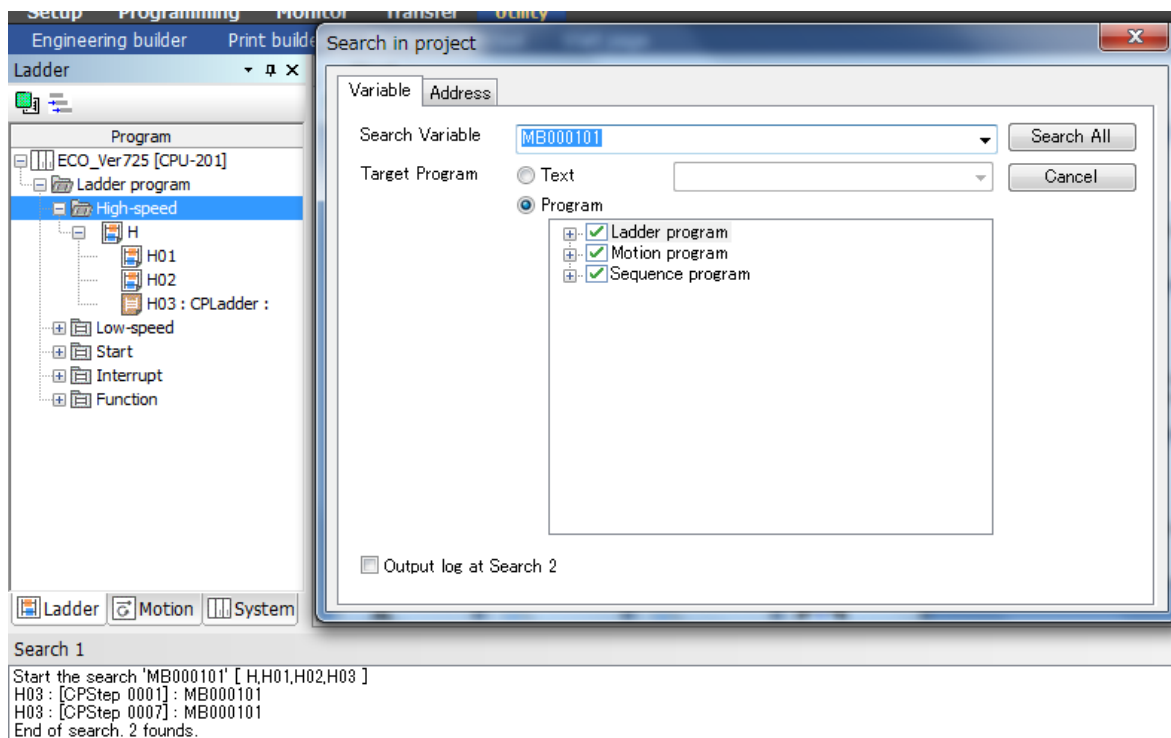 Setup Programming Monitor Transfer Utility
Engineering builder Print builde
Search in project
Ladder
Variable Address
Program
Search Variable MB000101 Search All
ECO_Ver725 [CPU-201]
Target Program Text Cancel
Ladder program
Program
High-speed
Ladder program
H
Motion program
H01
Sequence program
H02
H03 : CPLadder :
Low-speed
Start
Interrupt
Function
Output log at Search 2
Ladder Motion System
Search 1
Start the search 'MB000101' [ H,H01,H02,H03 ]
H03 : [CPStep 0001] : MB000101
H03 : [CPStep 0007] : MB000101
End of search. 2 founds.